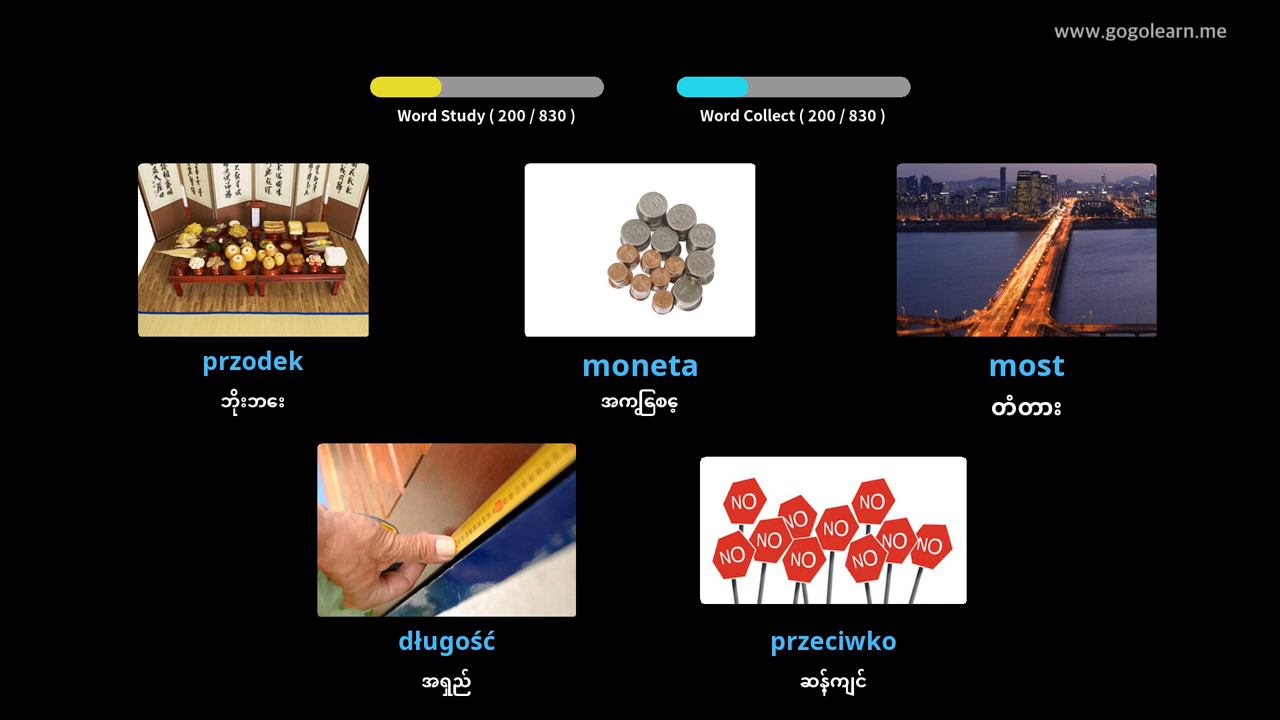 www.gogolearn.me
Word Study ( 200 / 830 )
Word Collect ( 200 / 830 )
przodek
moneta
most
ဘိုးဘေး
အကြွေစေ့
တံတား
NO
NO
NO
NO
NO
NO
NO
NO
NO
NO
długość
przeciwko
အရှည်
ဆန့်ကျင်